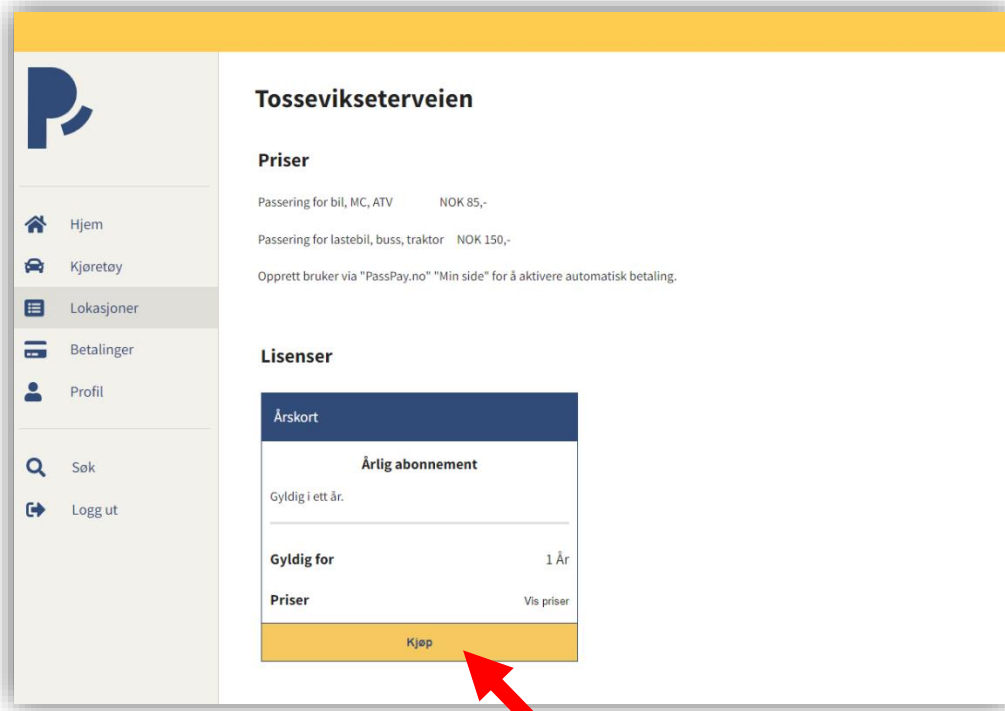 Hjem
Kjøretøy
Lokasjoner
Betalinger
Profil
Søk
Logg ut
Tossevikseterveien
Priser
Passering for bil, MC, ATV NOK 85,-
Passering for lastebil, buss, traktor NOK 150,-
Opprett bruker via "PassPay.no" "Min side" for å aktivere automatisk betaling.
Lisenser
Årskort
Årlig abonnement
Gyldig i ett år.
Gyldig for 1 År
Priser Vis priser
Kjøp